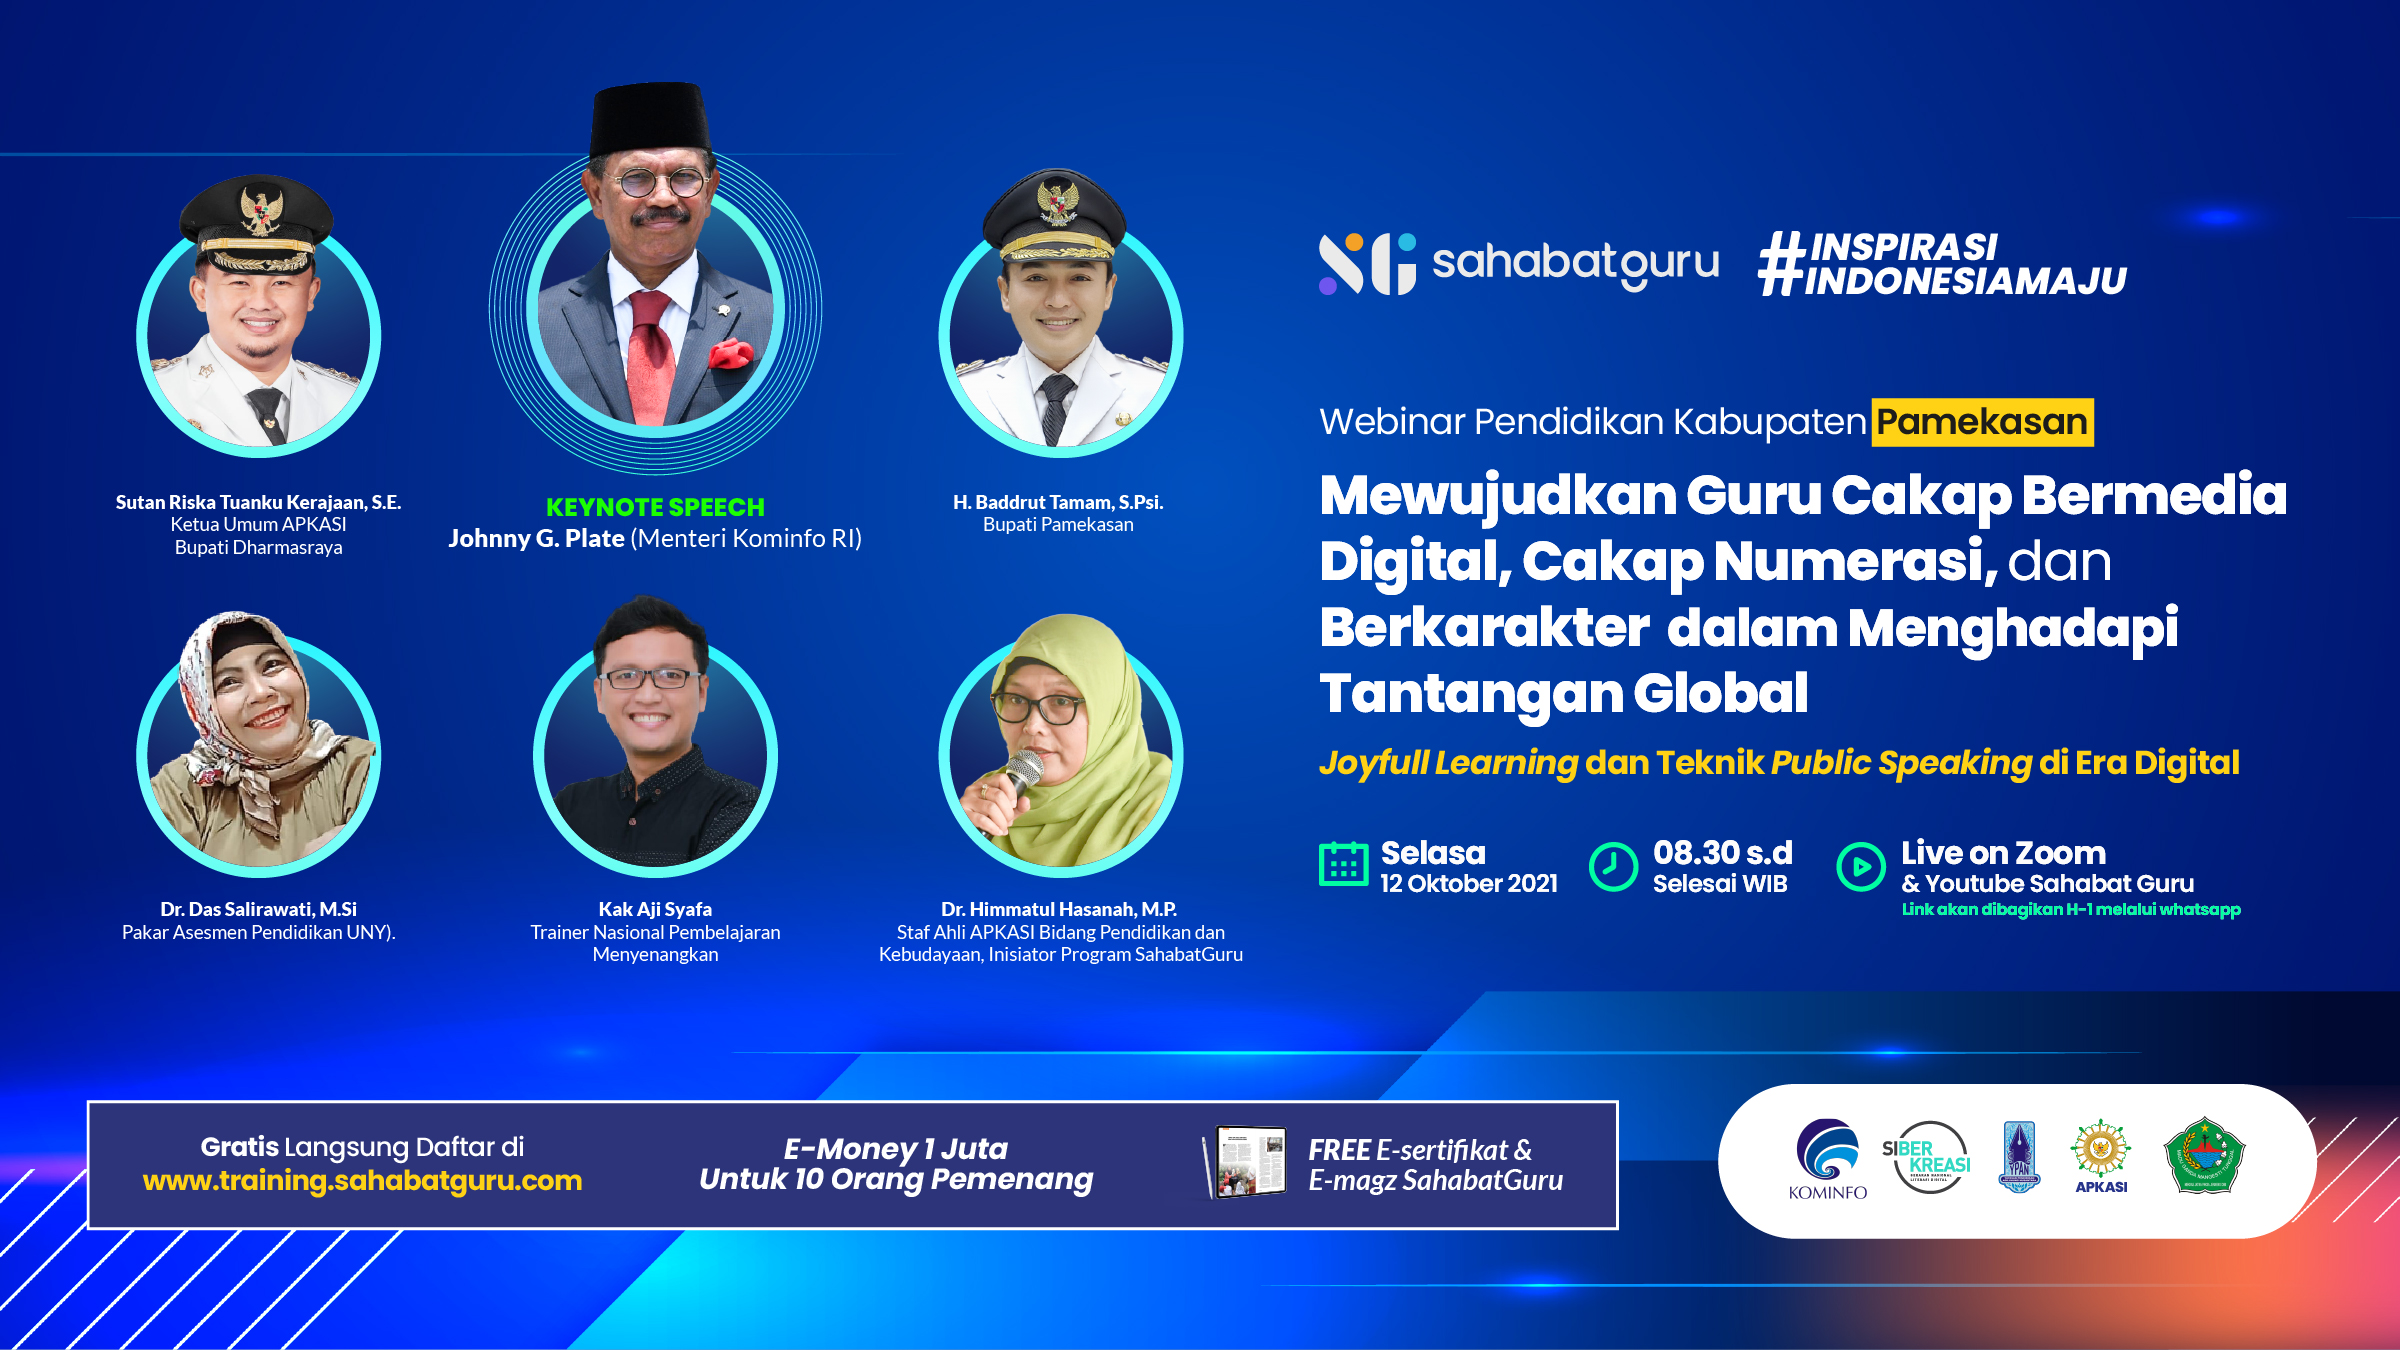 Sutan Riska Tuanku Kerajaan, S.E.
Ketua Umum APKASI
Bupati Dharmasraya
KEYNOTE SPEECH
Johnny G. Plate (Menteri Kominfo RI)
H. Baddrut Tamam, S.Psi.
Bupati Pamekasan
Dr. Das Salirawati, M.Si
Pakar Asesmen Pendidikan UNY).
Kak Aji Syafa
Trainer Nasional Pembelajaran
Menyenangkan
Dr. Himmatul Hasanah, M.P.
Staf Ahli APKASI Bidang Pendidikan dan
Kebudayaan, Inisiator Program SahabatGuru
sahabatguru
#INSPIRASI
INDONESIAMAJU
Webinar Pendidikan Kabupaten Pamekasan
Mewujudkan Guru Cakap Bermedia
Digital, Cakap Numerasi, dan
Berkarakter dalam Menghadapi
Tantangan Global
Joyfull Learning dan Teknik Public Speaking di Era Digital
Selasa
12 Oktober 2021
08.30 s.d
Selesai WIB
Live on Zoom
& Youtube Sahabat Guru
Link akan dibagikan H-1 melalui whatsapp
Gratis Langsung Daftar di
www.training.sahabatguru.com
E-Money 1 Juta
Untuk 10 Orang Pemenang
FREE E-sertifikat &
E-magz SahabatGuru
KOMINFO
SIBER
KREASI
GERAKAN NASIONAL
LITERASI DIGITAL
YPAN
APKASI